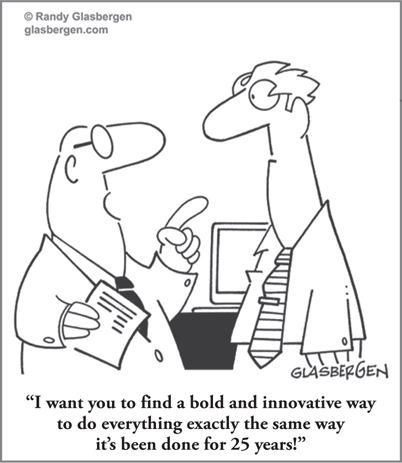 © Randy Glasbergen
glasbergen.com
GLASBERGEN
“I want you to find a bold and innovative way
to do everything exactly the same way
it’s been done for 25 years!”